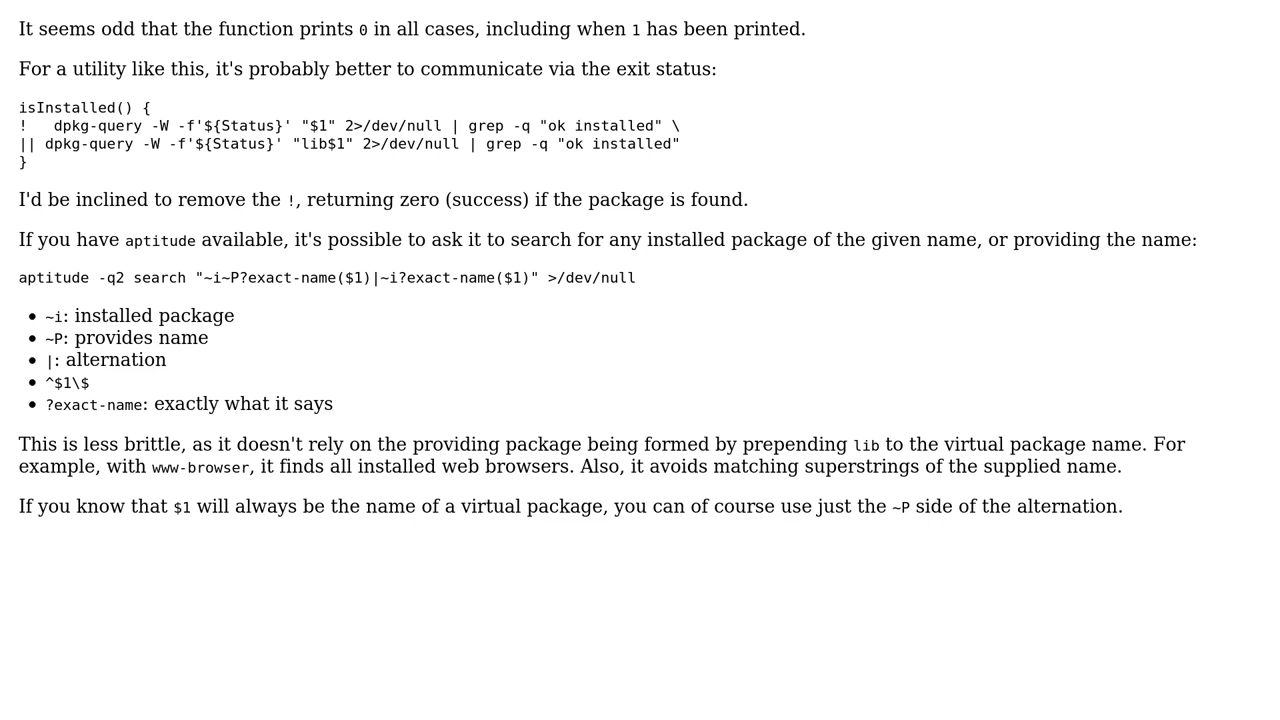 It seems odd that the function prints 0 in all cases, including when 1 has been printed.
For a utility like this, it's probably better to communicate via the exit status:
isInstalled() {
!   dpkg-query -W -f'${Status}' "$1" 2>/dev/null | grep -q "ok installed" \
|| dpkg-query -W -f'${Status}' "lib$1" 2>/dev/null | grep -q "ok installed"
}
I'd be inclined to remove the !, returning zero (success) if the package is found.
If you have aptitude available, it's possible to ask it to search for any installed package of the given name, or providing the name:
aptitude -q2 search "~i~P?exact-name($1)|~i?exact-name($1)" >/dev/null
• ~i: installed package
• ~P: provides name
• |: alternation
• ^$1\$
• ?exact-name: exactly what it says
This is less brittle, as it doesn't rely on the providing package being formed by prepending lib to the virtual package name. For
example, with www-browser, it finds all installed web browsers. Also, it avoids matching superstrings of the supplied name.
If you know that $1 will always be the name of a virtual package, you can of course use just the ~P side of the alternation.